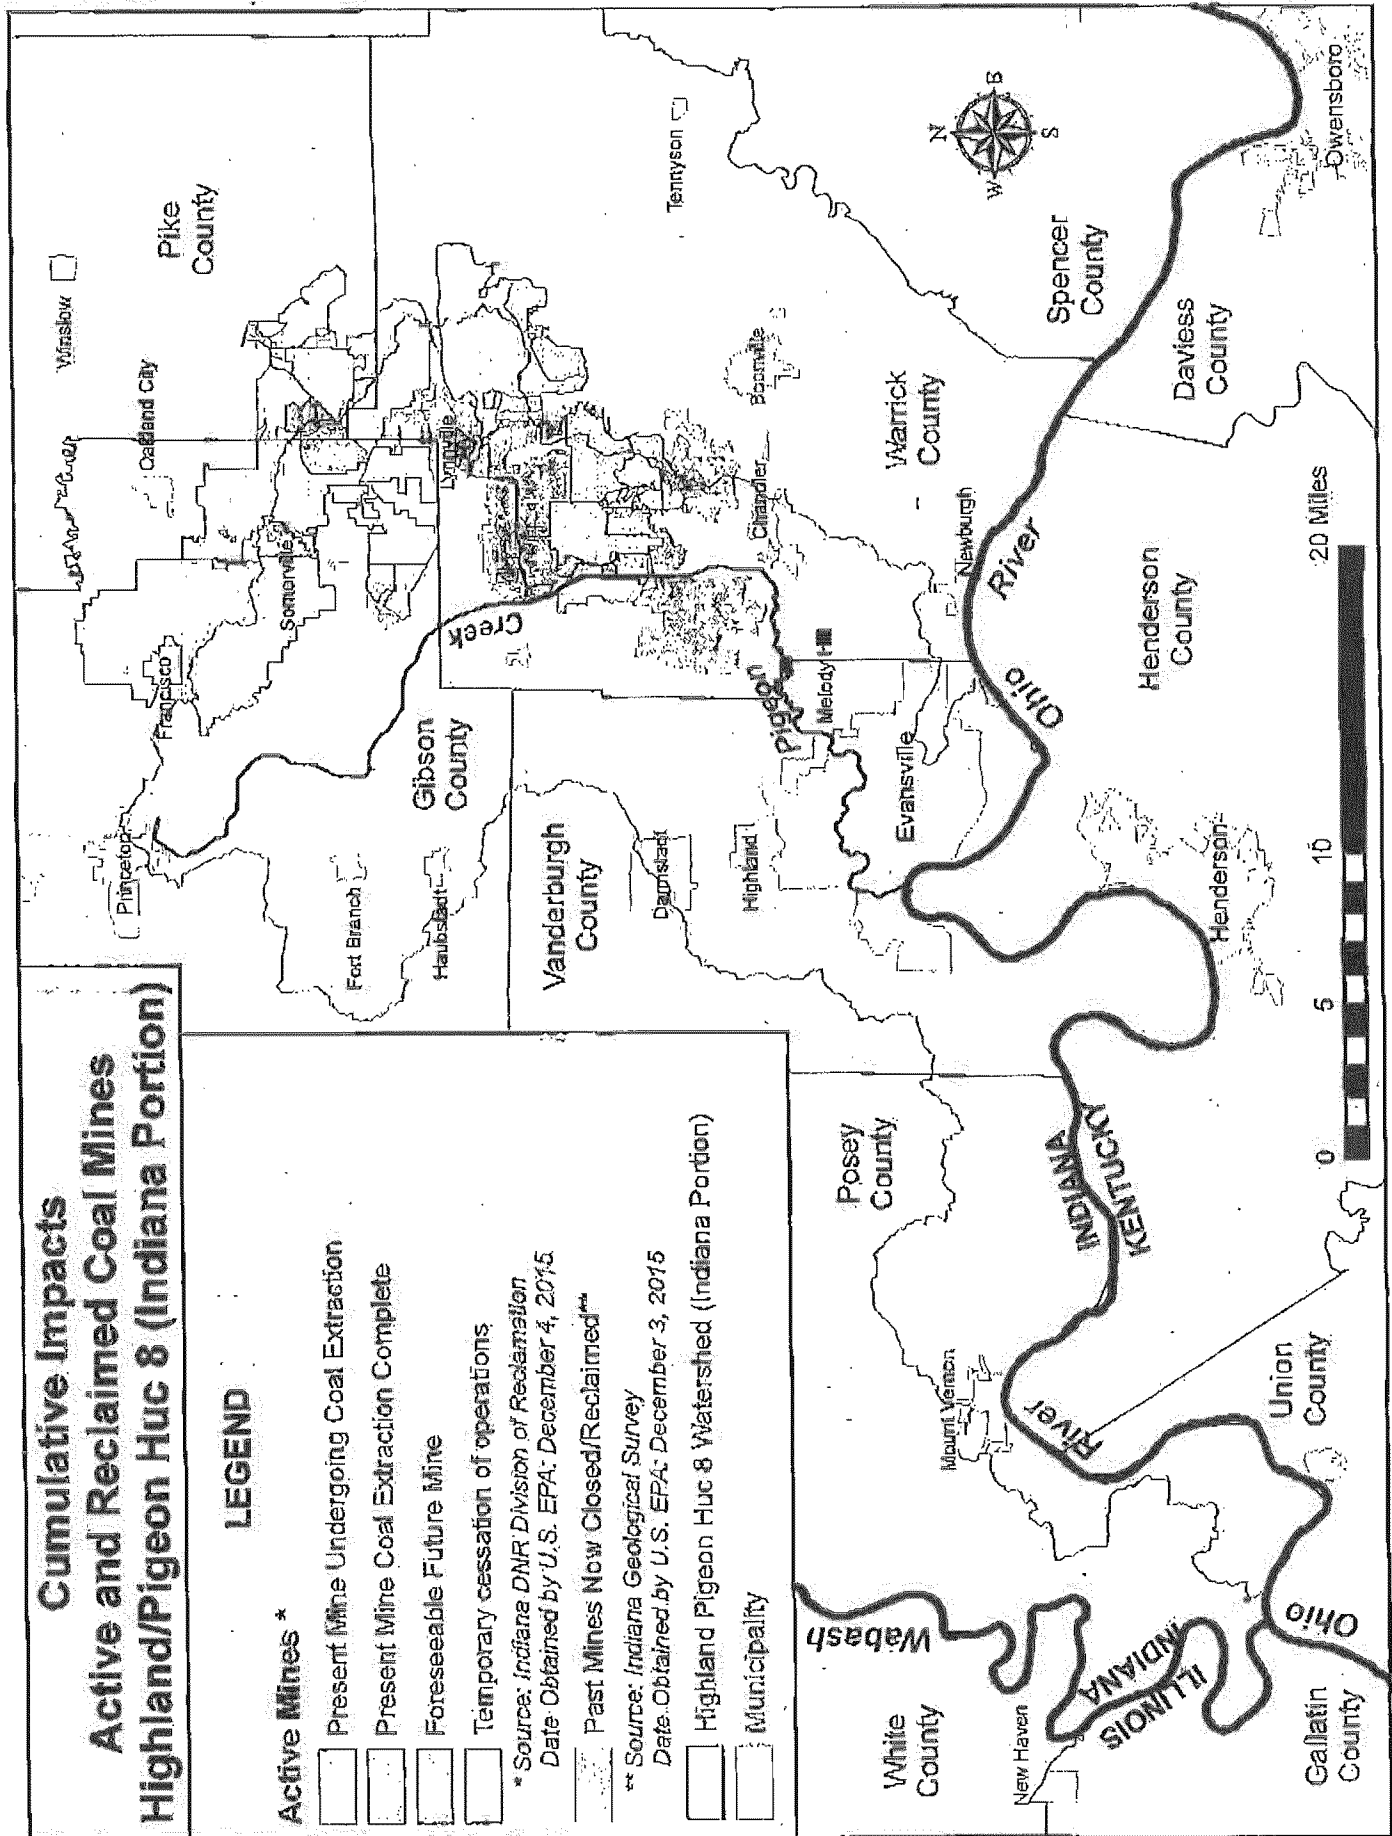 Cumulative Impacts
Active and Reclaimed Coal Mines
Highland/Pigeon Huc 8 (Indiana Portion)
LEGEND
Active Mines *
Present Mine Undergoing Coal Extraction
Present Mine Coal Extraction Complete
Foreseeable Future Mine
Temporary cessation of operations
* Source: Indiana DNR Division of Reclamation
Date Obtained by U.S. EPA: December 4, 2015
Past Mines Now Closed/Reclaimed**
** Source: Indiana Geological Survey
Date Obtained by U.S. EPA: December 3, 2015
Highland Pigeon Huc 8 Watershed (Indiana Portion)
Municipality
Winslow
Pike
County
Oakland City
Princeton
Francisco
Somerville
Fort Branch
Haubstadt
Gibson
County
Creek
Lynnville
Tennyson
Vanderburgh
County
Darmstadt
Highland
Pigeon
Melody Hill
Chandler
Boonville
Evansville
Newburgh
Warrick
County
Spencer
County
N
W
S
Posey
County
Ohio
River
Daviess
County
Owensboro
Henderson
County
Henderson
INDIANA
KENTUCKY
Mount Vernon
River
Union
County
Wabash
White
County
New Haven
ILLINOIS
INDIANA
Ohio
Gallatin
County
0
5
10
20 Miles